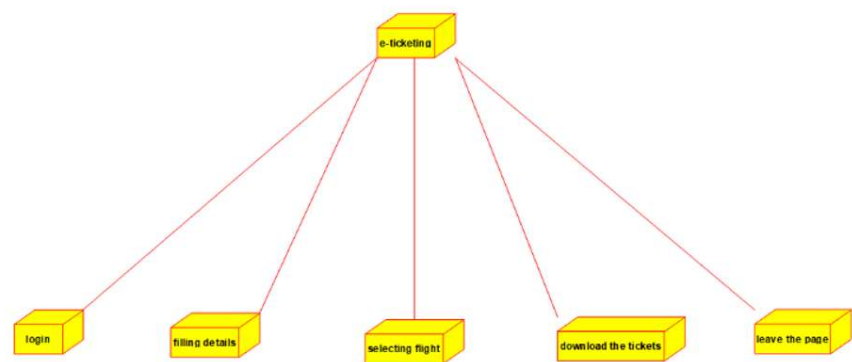 e-ticketing
login
filling details
selecting flight
download the tickets
leave the page